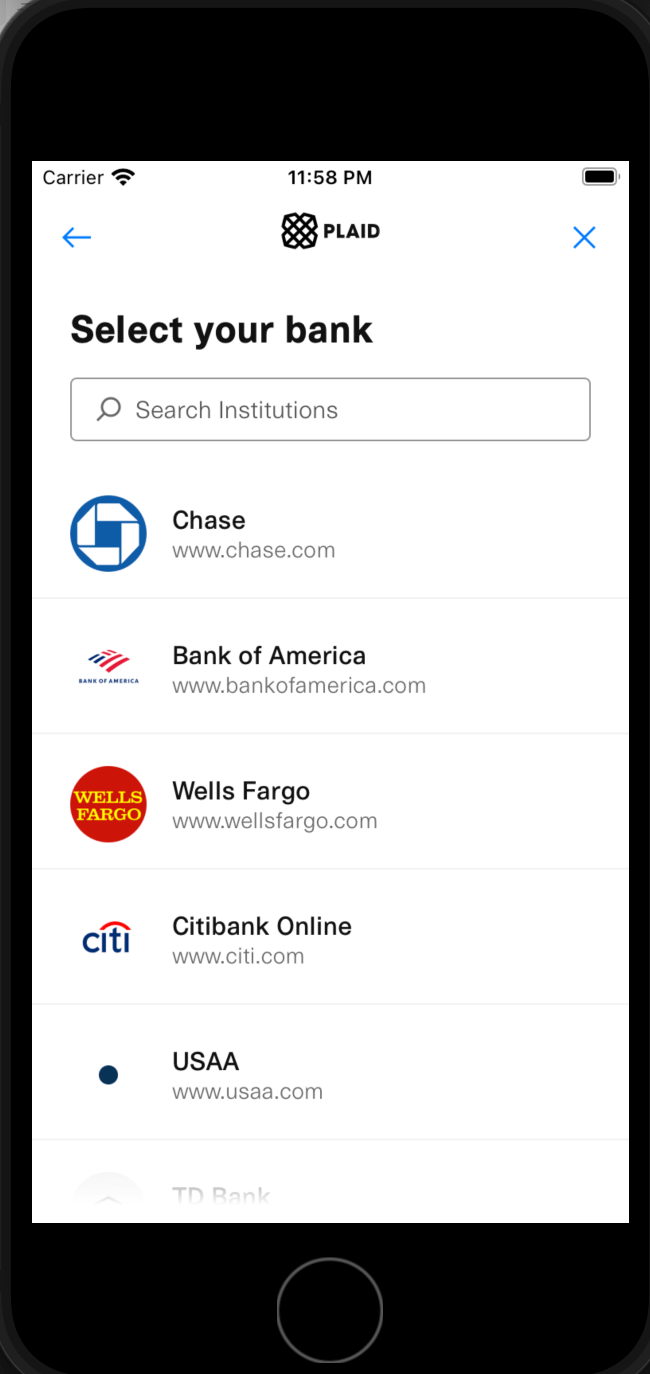 Carrier 11:58 PM
PLAID
Select your bank
Search Institutions
Chase
www.chase.com
BANK OF AMERICA
Bank of America
www.bankofamerica.com
WELLS
FARGO
Wells Fargo
www.wellsfargo.com
citi
Citibank Online
www.citi.com
USAA
www.usaa.com
TD Bank